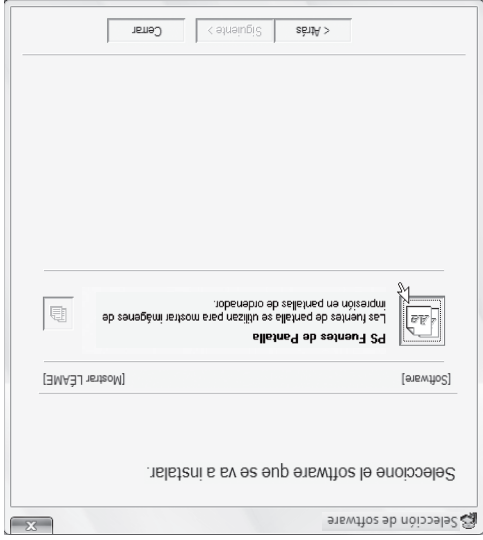 Selección de software
Seleccione el software que se va a instalar.
[Software] [Mostrar LÉAME]
PS Fuentes de Pantalla
Las fuentes de pantalla se utilizan para mostrar imágenes de
impresión en pantallas de ordenador.
< Atrás Siguiente > Cerrar